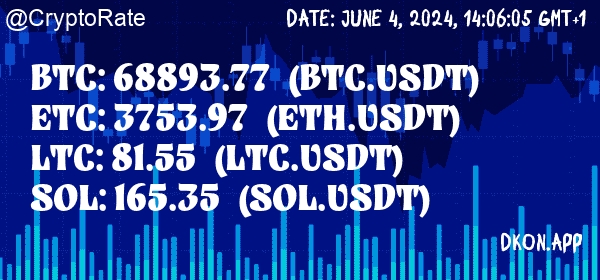 @CryptoRate
DATE: JUNE 4, 2024, 14:06:05 GMT+1
BTC: 68893.77 (BTC.USDT)
ETC: 3753.97 (ETH.USDT)
LTC: 81.55 (LTC.USDT)
SOL: 165.35 (SOL.USDT)
DKON.APP